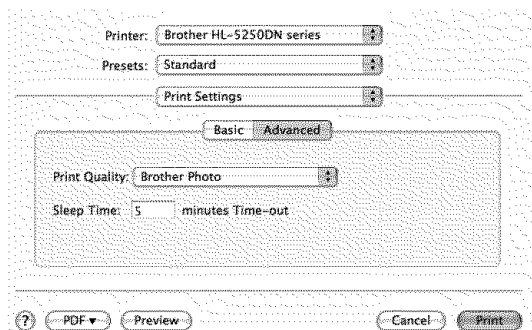 Printer: Brother HL-5250DN series
Presets: Standard
Print Settings
Basic Advanced
Print Quality: Brother Photo
Sleep Time: 5 minutes Time-out
? PDF ▼ Preview Cancel Print